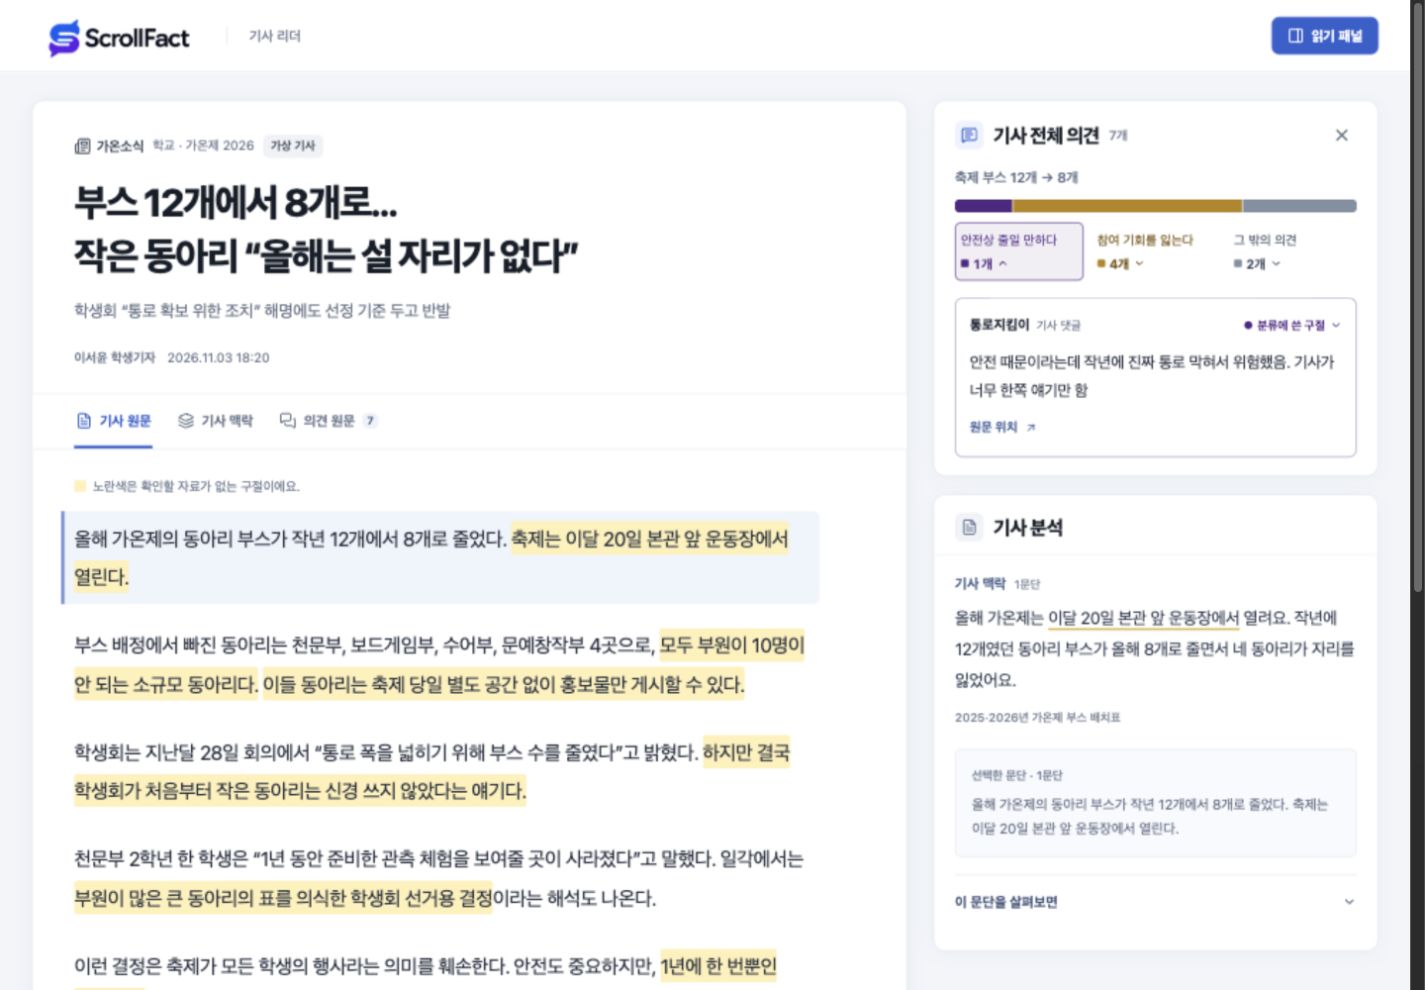 ScrollFact
기사 리더
읽기 패널
가온소식 학교 · 가온제 2026 가상 기사
부스 12개에서 8개로...
작은 동아리 “올해는 설 자리가 없다”
학생회 “통로 확보 위한 조치” 해명에도 선정 기준 두고 반발
이서윤 학생기자 2026.11.03 18:20
기사 원문
기사 맥락
의견 원문 7
노란색은 확인할 자료가 없는 구절이에요.
올해 가온제의 동아리 부스가 작년 12개에서 8개로 줄었다. 축제는 이달 20일 본관 앞 운동장에서
열린다.
부스 배정에서 빠진 동아리는 천문부, 보드게임부, 수어부, 문예창작부 4곳으로, 모두 부원이 10명이
안 되는 소규모 동아리다. 이들 동아리는 축제 당일 별도 공간 없이 홍보물만 게시할 수 있다.
학생회는 지난달 28일 회의에서 “통로 폭을 넓히기 위해 부스 수를 줄였다”고 밝혔다. 하지만 결국
학생회가 처음부터 작은 동아리는 신경 쓰지 않았다는 얘기다.
천문부 2학년 한 학생은 “1년 동안 준비한 관측 체험을 보여줄 곳이 사라졌다”고 말했다. 일각에서는
부원이 많은 큰 동아리의 표를 의식한 학생회 선거용 결정이라는 해석도 나온다.
이런 결정은 축제가 모든 학생의 행사라는 의미를 훼손한다. 안전도 중요하지만, 1년에 한 번뿐인
기사 전체 의견 7개
축제 부스 12개 → 8개
안전상 줄일 만하다
1개
참여 기회를 잃는다
4개
그 밖의 의견
2개
통로지킴이 기사 댓글
분류에 쓴 구절
안전 때문이라는데 작년에 진짜 통로 막혀서 위험했음. 기사가
너무 한쪽 얘기만 함
원문 위치 ↗
기사 분석
기사 맥락 1문단
올해 가온제는 이달 20일 본관 앞 운동장에서 열려요. 작년에
12개였던 동아리 부스가 올해 8개로 줄면서 네 동아리가 자리를
잃었어요.
2025·2026년 가온제 부스 배치표
선택한 문단 · 1문단
올해 가온제의 동아리 부스가 작년 12개에서 8개로 줄었다. 축제는
이달 20일 본관 앞 운동장에서 열린다.
이 문단을 살펴보면